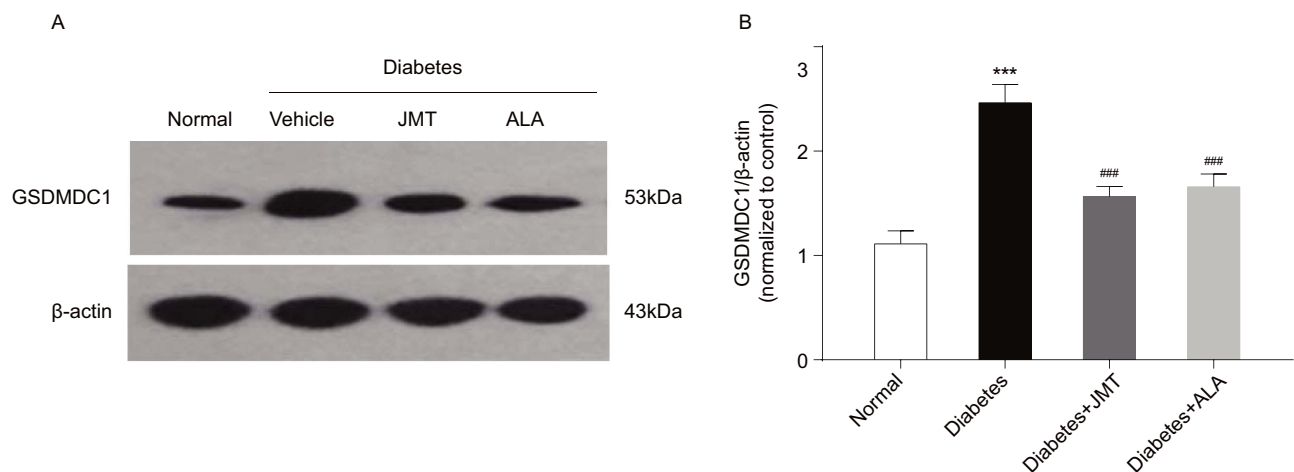 A
Diabetes
Normal Vehicle JMT ALA
GSDMDC1 53kDa
β-actin 43kDa
B
GSDMDC1/β-actin
(normalized to control)
3
2
1
0
***
###
###
Normal
Diabetes
Diabetes+JMT
Diabetes+ALA